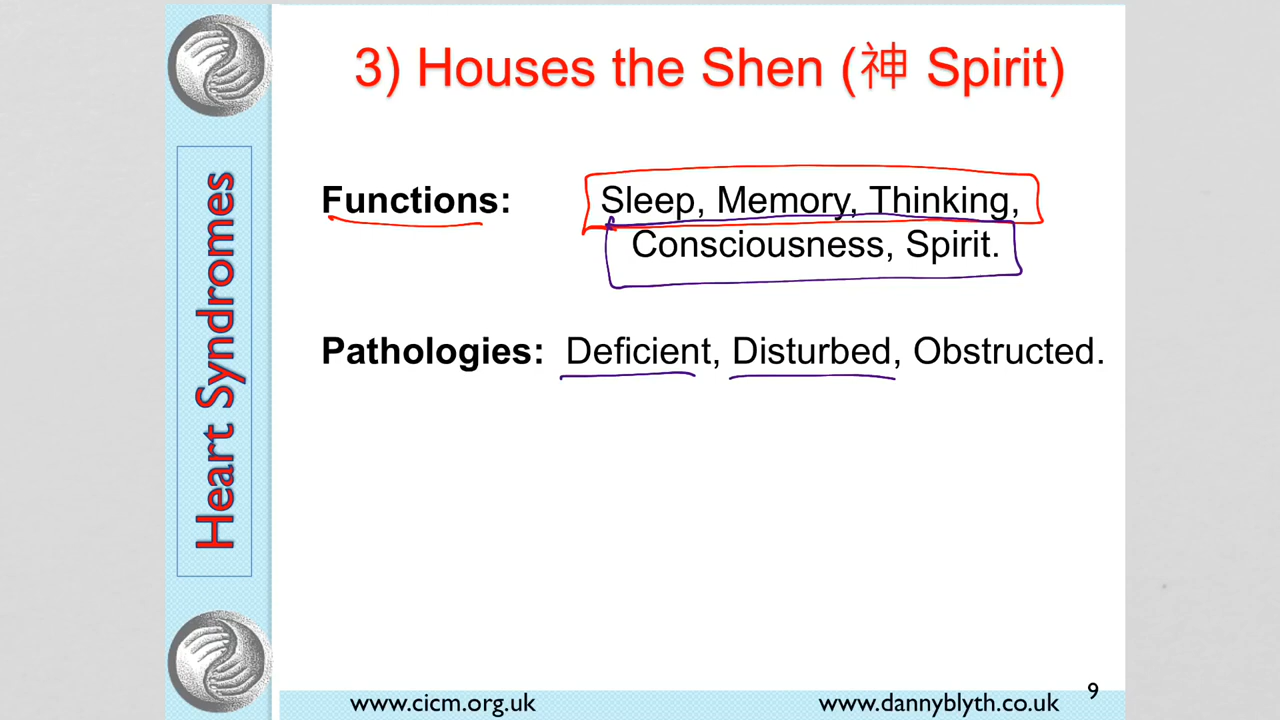 3) Houses the Shen (神 Spirit)
Heart Syndromes
Functions: Sleep, Memory, Thinking,
Consciousness, Spirit.
Pathologies: Deficient, Disturbed, Obstructed.
9
www.cicm.org.uk www.dannyblyth.co.uk